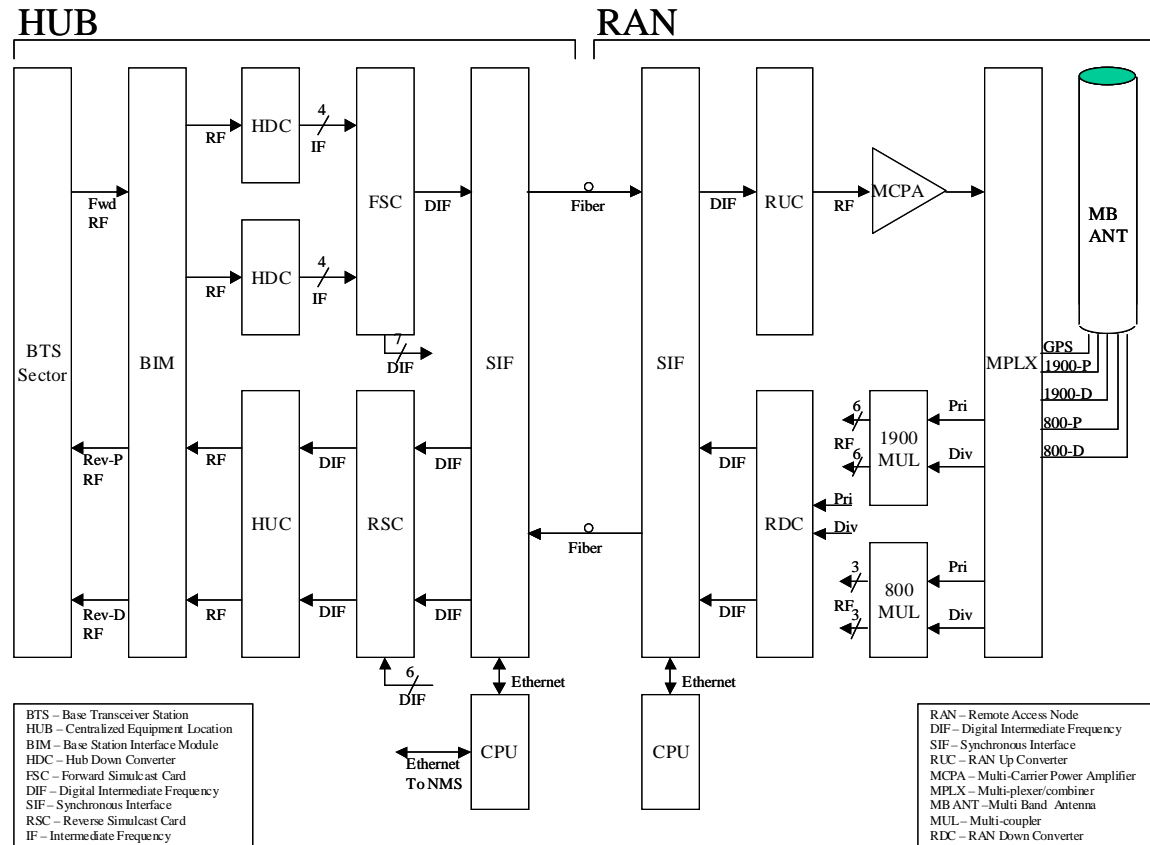 HUB
RAN
BTS
Sector
Fwd
RF
Rev-P
RF
Rev-D
RF
BIM
RF
RF
RF
RF
HDC
HDC
HUC
4
IF
4
IF
DIF
DIF
FSC
7
DIF
RSC
6
DIF
DIF
DIF
DIF
SIF
Ethernet
CPU
Ethernet
To NMS
Fiber
Fiber
SIF
Ethernet
CPU
DIF
DIF
DIF
RUC
RDC
RF
MCPA
Pri
Div
6
RF
6
1900
MUL
Pri
Div
3
RF
3
800
MUL
Pri
Div
MPLX
MB
ANT
GPS
1900-P
1900-D
800-P
800-D
BTS – Base Transceiver Station
HUB – Centralized Equipment Location
BIM – Base Station Interface Module
HDC – Hub Down Converter
FSC – Forward Simulcast Card
DIF – Digital Intermediate Frequency
SIF – Synchronous Interface
RSC – Reverse Simulcast Card
IF – Intermediate Frequency
RAN – Remote Access Node
DIF – Digital Intermediate Frequency
SIF – Synchronous Interface
RUC – RAN Up Converter
MCPA – Multi-Carrier Power Amplifier
MPLX – Multi-plexer/combiner
MB ANT –Multi Band Antenna
MUL – Multi-coupler
RDC – RAN Down Converter